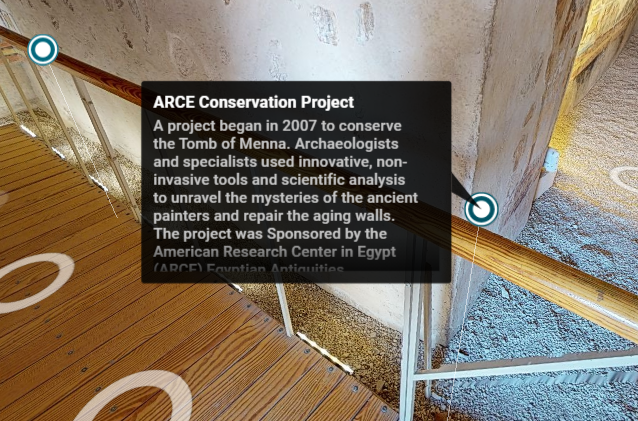 ARCE Conservation Project
A project began in 2007 to conserve
the Tomb of Menna. Archaeologists
and specialists used innovative, non-
invasive tools and scientific analysis
to unravel the mysteries of the ancient
painters and repair the aging walls.
The project was Sponsored by the
American Research Center in Egypt
(ARCE) Egyptian Antiquities